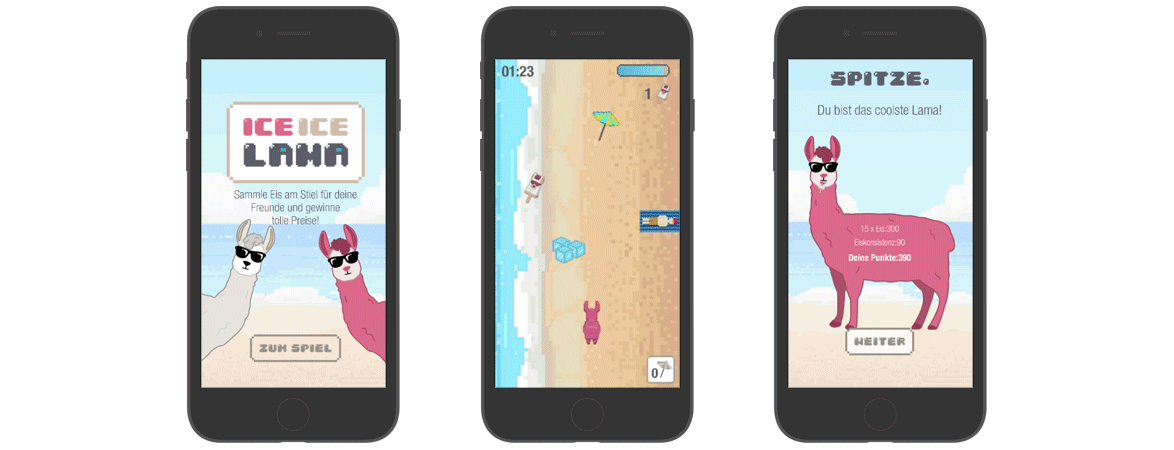 ICE ICE
LAMA
Sammle Eis am Stiel für deine
Freunde und gewinne
tolle Preise!
ZUM SPIEL
01:23
1
0/
SPITZE.
Du bist das coolste Lama!
15 x Eis:300
Eiskonsistenz:90
Deine Punkte:390
WEITER